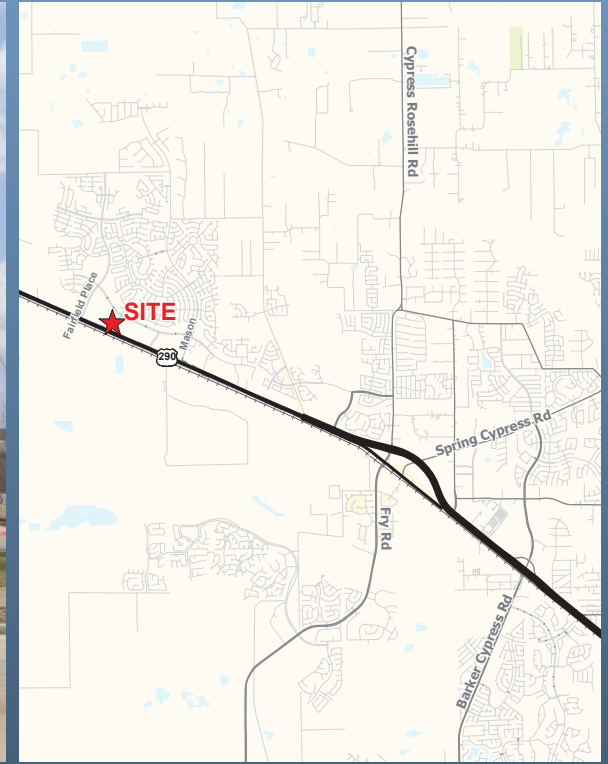 Cypress Rosehill Rd
Fairfield Place
SITE
Mason
290
Spring Cypress Rd
Fry Rd
Barker Cypress Rd